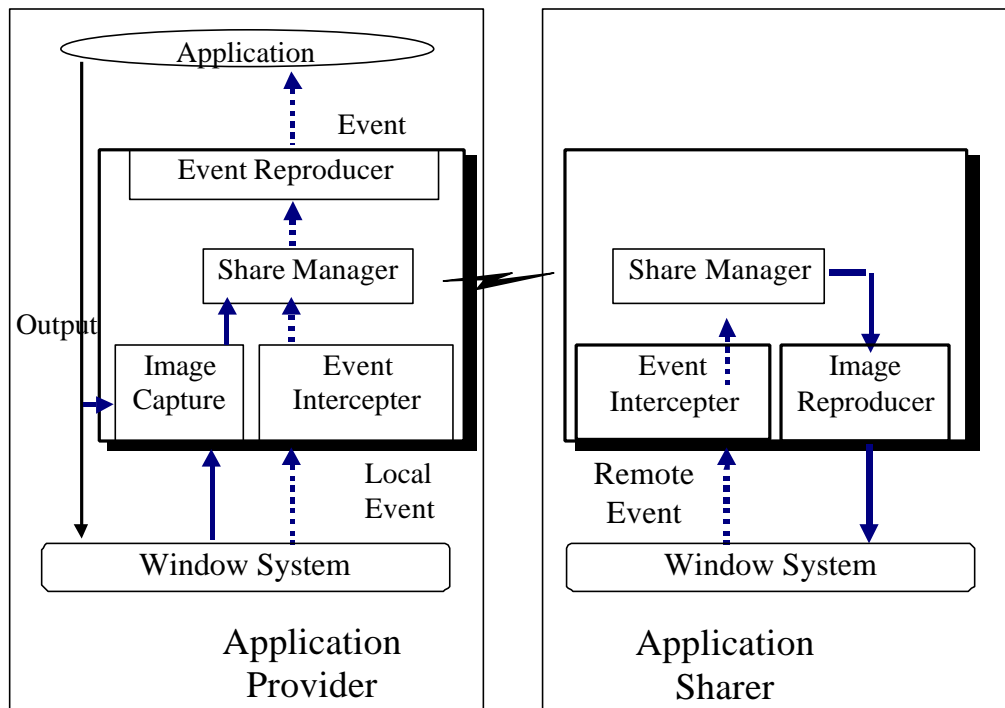 Application
Event
Event Reproducer
Share Manager
Output
Image
Capture
Event
Intercepter
Local
Event
Window System
Application
Provider
Share Manager
Event
Intercepter
Image
Reproducer
Remote
Event
Window System
Application
Sharer